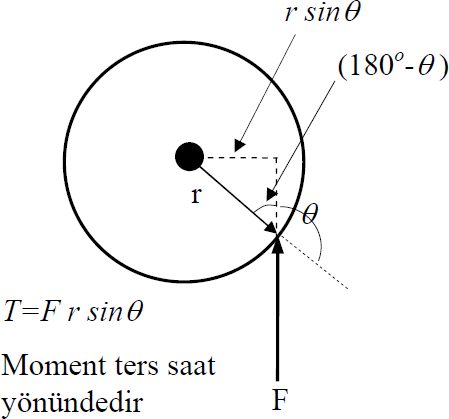 r sinθ
(180°-θ)
r
θ
T=F r sinθ
Moment ters saat
yönündedir
F